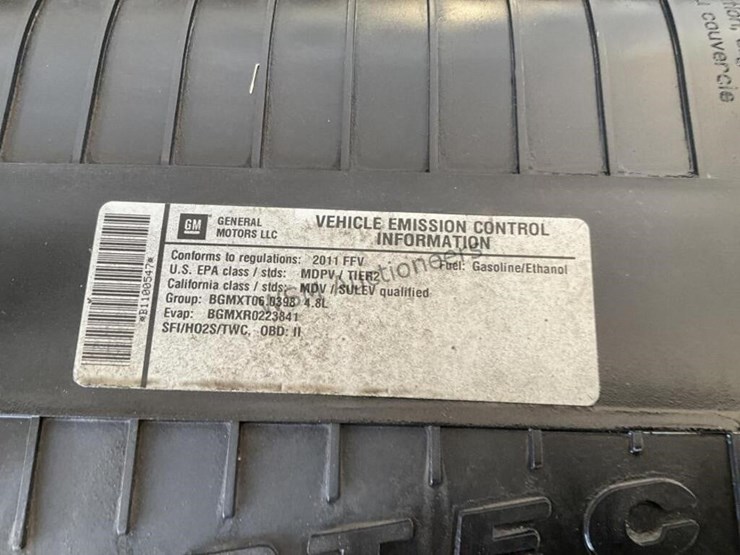 couvercle
GM GENERAL MOTORS LLC
VEHICLE EMISSION CONTROL
INFORMATION
Conforms to regulations: 2011 FFV
Fuel: Gasoline/Ethanol
U.S. EPA class / stds: MDPV / TIER2
California class / stds: MDV / SULEV qualified
Group: BGMXT06.0398 4.8L
Evap: BGMXR0223841
SFI/HO2S/TWC, OBD: II
*B1180547*
TEC